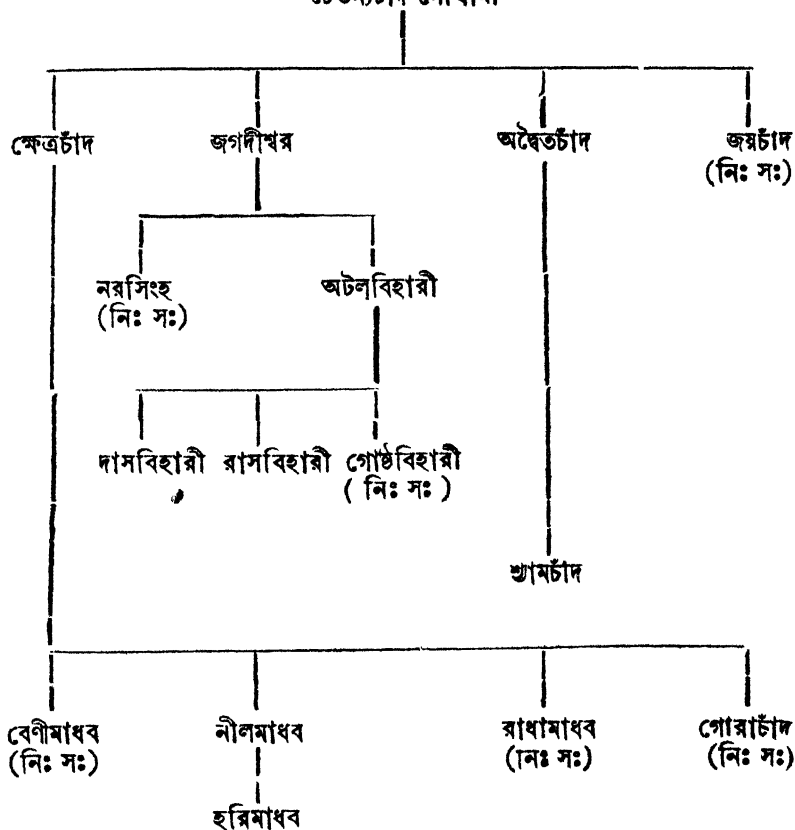 ক্ষেত্রচাঁদ জগদীশ্বর অদ্বৈতচাঁদ জয়চাঁদ
(নিঃ সঃ)
নরসিংহ অটলবিহারী
(নিঃ সঃ)
দাসবিহারী রাসবিহারী গোষ্ঠবিহারী
( নিঃ সঃ )
শ্যামচাঁদ
বেণীমাধব নীলমাধব রাধামাধব গোরাচাঁদ
(নিঃ সঃ) (নিঃ সঃ) (নিঃ সঃ)
হরিমাধব